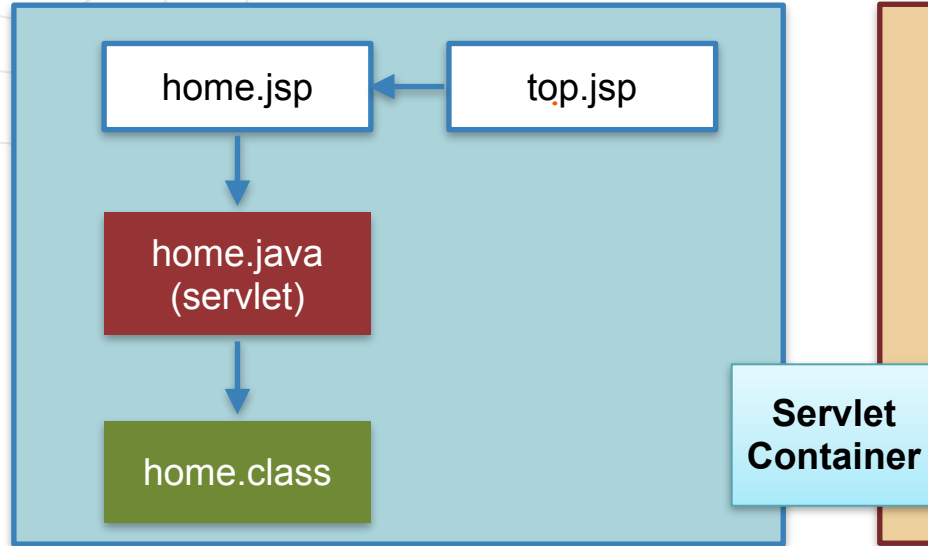 home.jsp
top.jsp
home.java
(servlet)
home.class
Servlet
Container